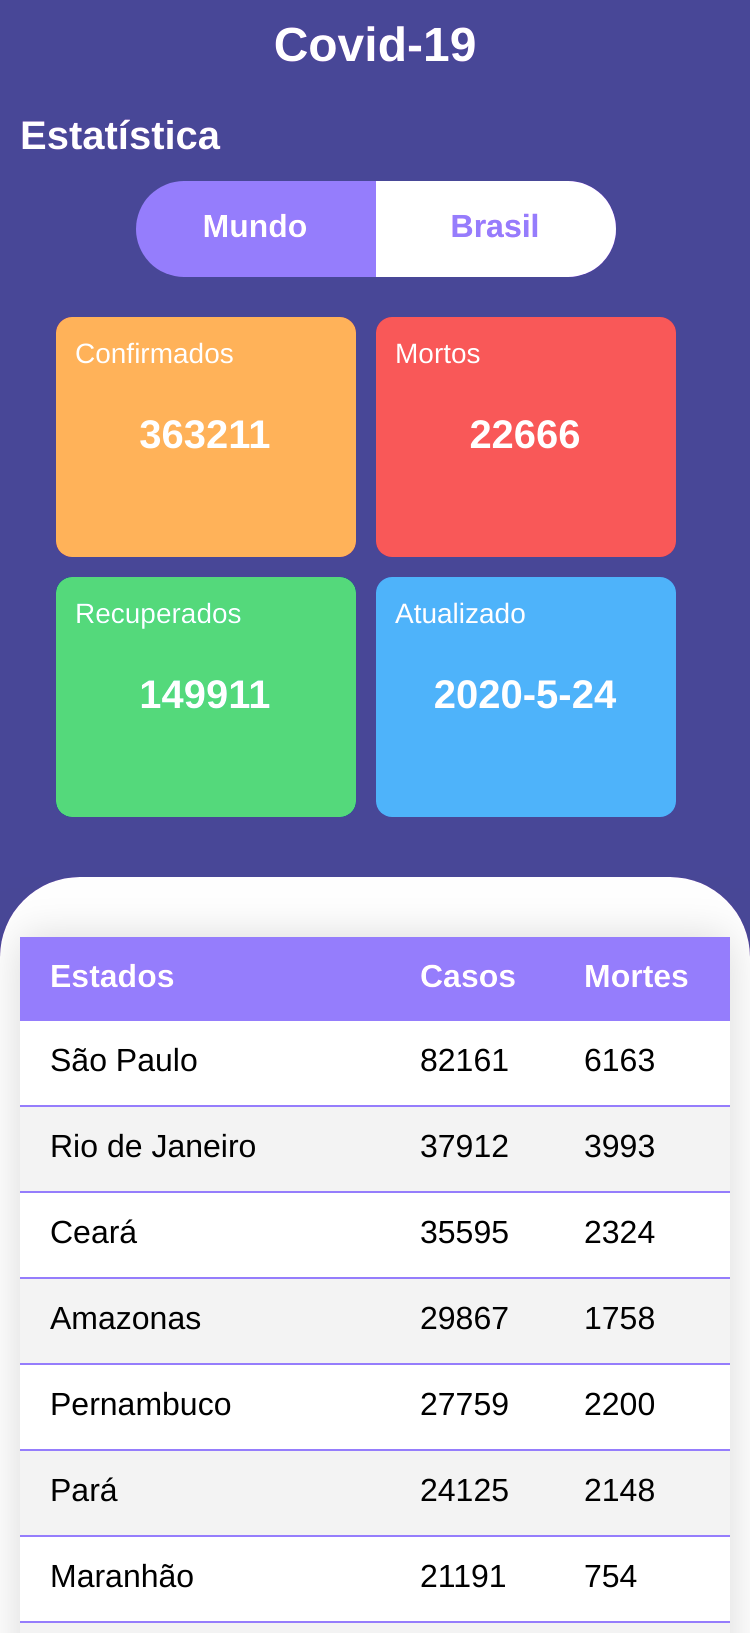 Covid-19
Estatística
Mundo Brasil
Confirmados Mortos
363211 22666
Recuperados Atualizado
149911 2020-5-24
Estados Casos Mortes
São Paulo 82161 6163
Rio de Janeiro 37912 3993
Ceará 35595 2324
Amazonas 29867 1758
Pernambuco 27759 2200
Pará 24125 2148
Maranhão 21191 754